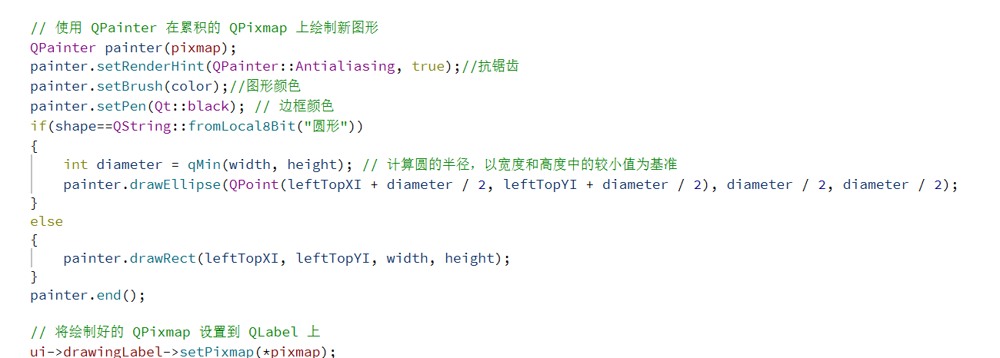 // 使用 QPainter 在累积的 QPixmap 上绘制新图形
QPainter painter(pixmap);
painter.setRenderHint(QPainter::Antialiasing, true);//抗锯齿
painter.setBrush(color);//图形颜色
painter.setPen(Qt::black); // 边框颜色
if(shape==QString::fromLocal8Bit("圆形"))
{
    int diameter = qMin(width, height); // 计算圆的半径，以宽度和高度中的较小值为基准
    painter.drawEllipse(QPoint(leftTopXI + diameter / 2, leftTopYI + diameter / 2), diameter / 2, diameter / 2);
}
else
{
    painter.drawRect(leftTopXI, leftTopYI, width, height);
}
painter.end();
// 将绘制好的 QPixmap 设置到 QLabel 上
ui->drawingLabel->setPixmap(*pixmap);